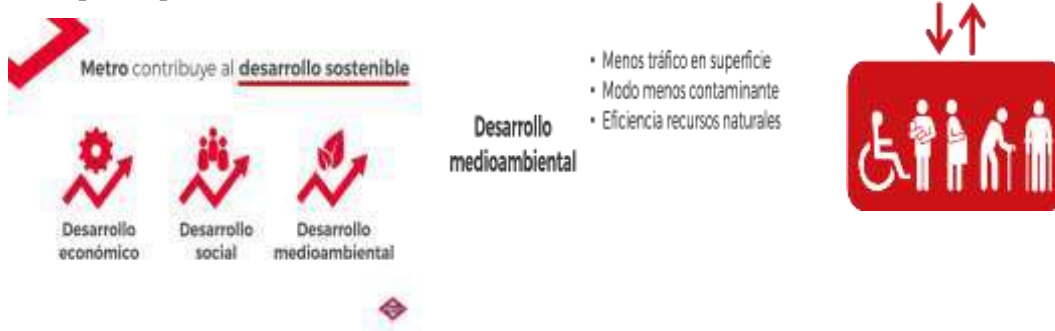 Metro contribuye al desarrollo sostenible
Desarrollo
económico
Desarrollo
social
Desarrollo
medioambiental
Desarrollo
medioambiental
• Menos tráfico en superficie
• Modo menos contaminante
• Eficiencia recursos naturales